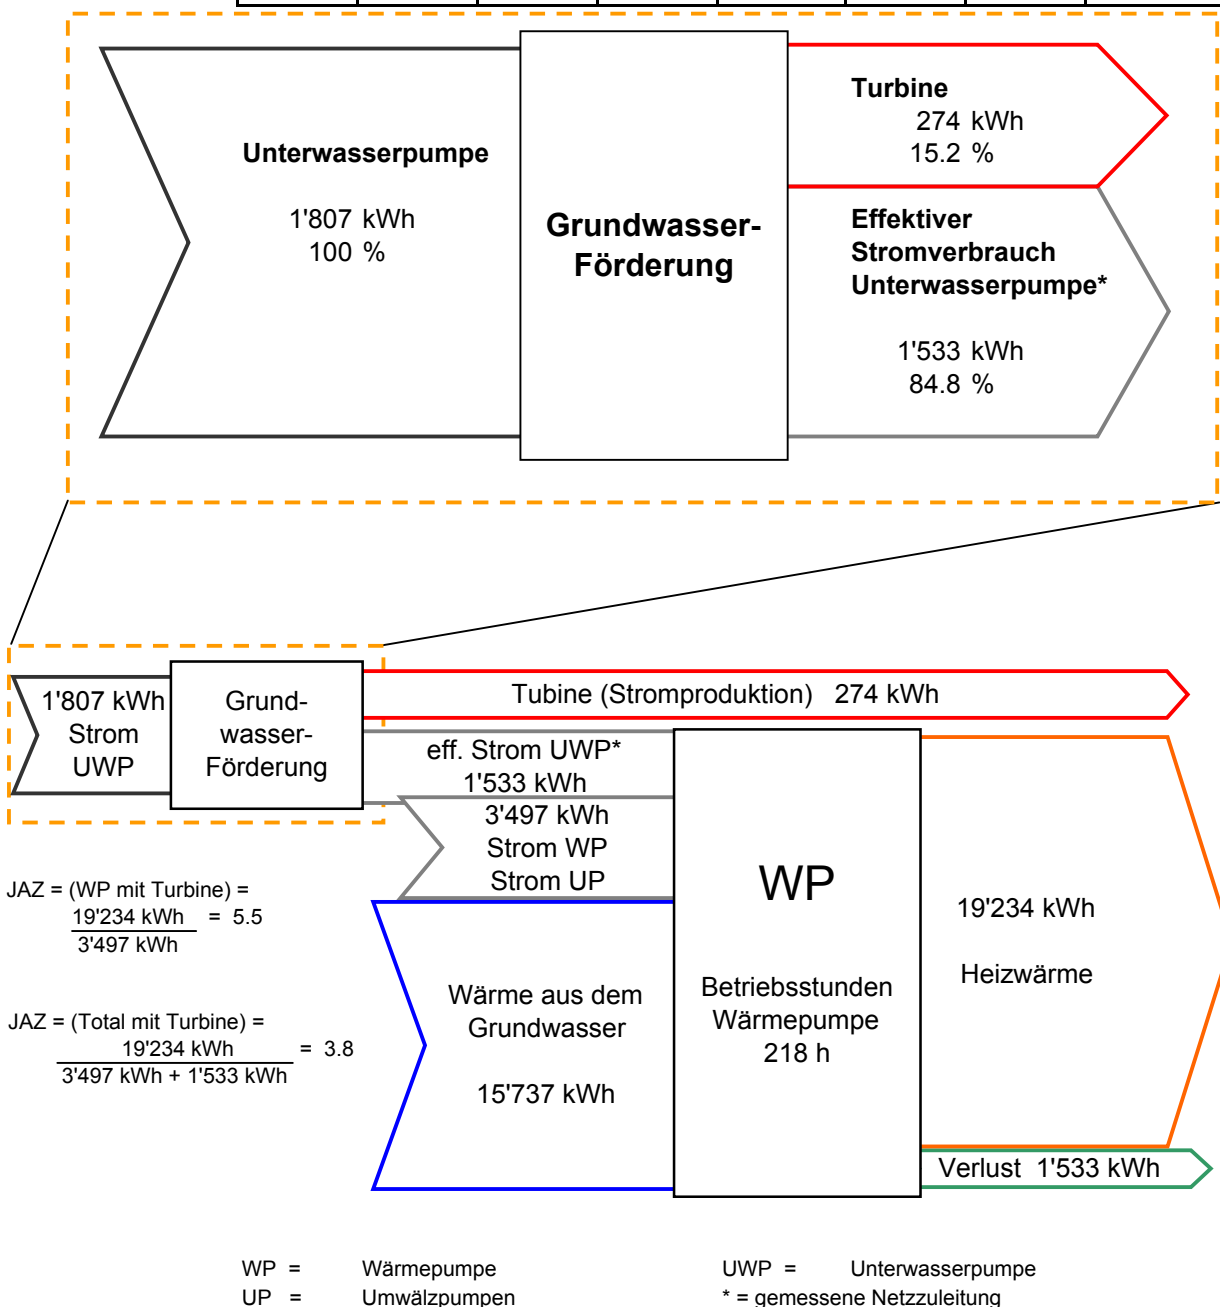 Unterwasserpumpe
1'807 kWh
100 %
Grundwasser-
Förderung
Turbine
274 kWh
15.2 %
Effektiver
Stromverbrauch
Unterwasserpumpe*
1'533 kWh
84.8 %
1'807 kWh
Strom
UWP
Grund-
wasser-
Förderung
Tubine (Stromproduktion) 274 kWh
eff. Strom UWP*
1'533 kWh
3'497 kWh
Strom WP
Strom UP
WP
Betriebsstunden
Wärmepumpe
218 h
19'234 kWh
Heizwärme
JAZ = (WP mit Turbine) =
19'234 kWh
3'497 kWh
= 5.5
JAZ = (Total mit Turbine) =
19'234 kWh
3'497 kWh + 1'533 kWh
= 3.8
Wärme aus dem
Grundwasser
15'737 kWh
Verlust 1'533 kWh
WP = Wärmepumpe
UP = Umwälzpumpen
UWP = Unterwasserpumpe
* = gemessene Netzzuleitung